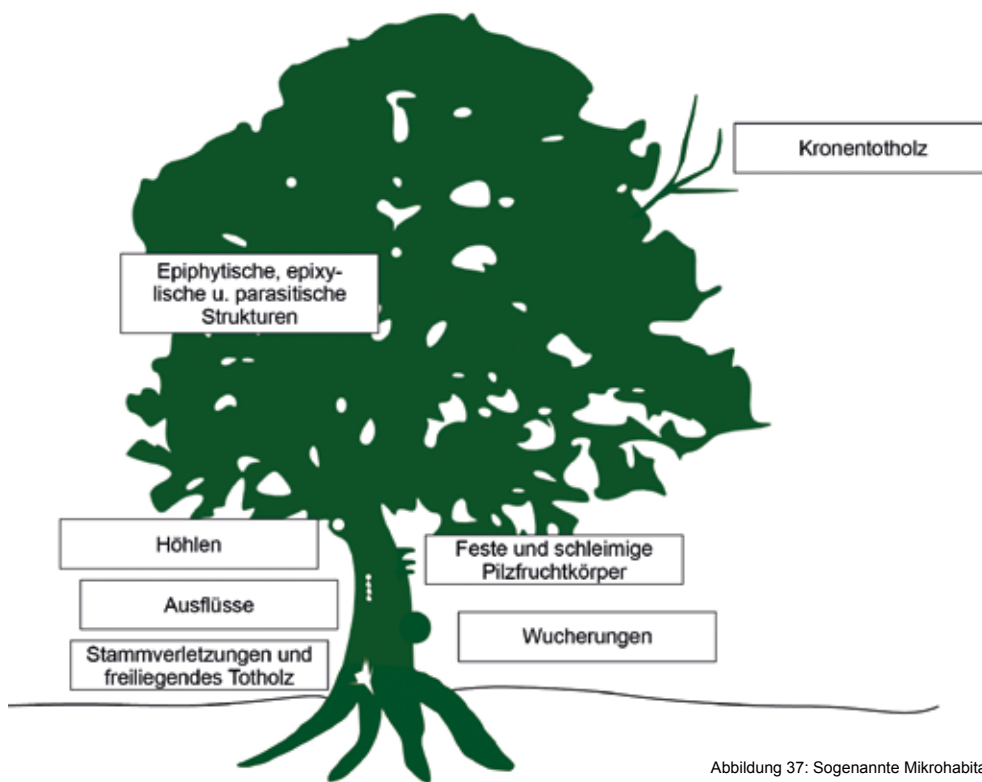 Kronentotholz
Epiphytische, epixy-
lische u. parasitische
Strukturen
Höhlen
Feste und schleimige
Pilzfruchtkörper
Ausflüsse
Wucherungen
Stammverletzungen und
freiliegendes Totholz
Abbildung 37: Sogenannte Mikrohabita